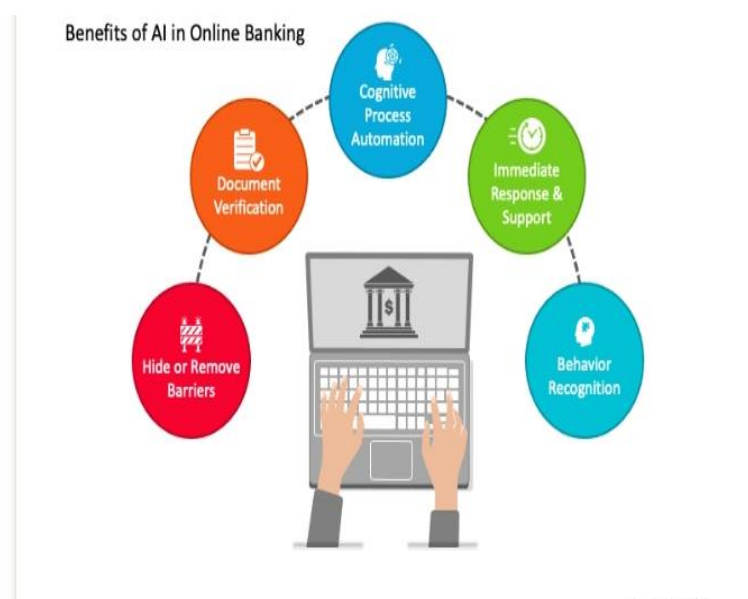 Benefits of AI in Online Banking
Cognitive
Process
Automation
Document
Verification
Immediate
Response &
Support
Hide or Remove
Barriers
$
Behavior
Recognition